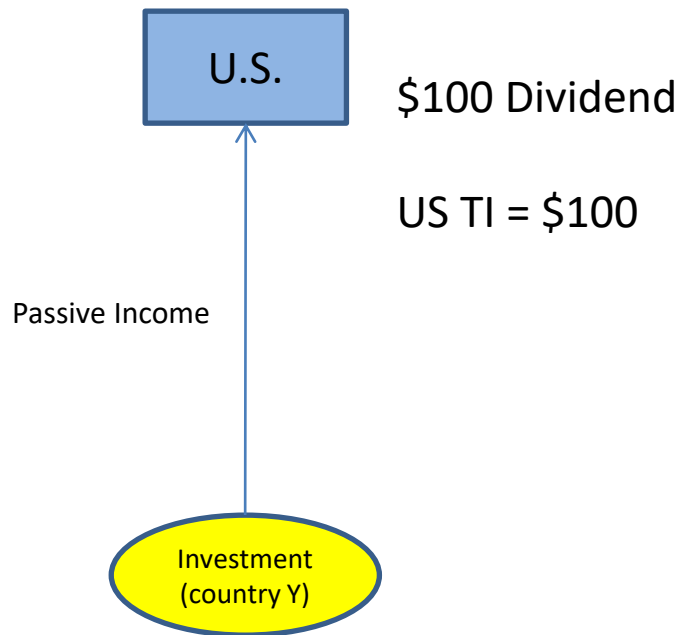 U.S.
$100 Dividend
US TI = $100
Passive Income
Investment
(country Y)